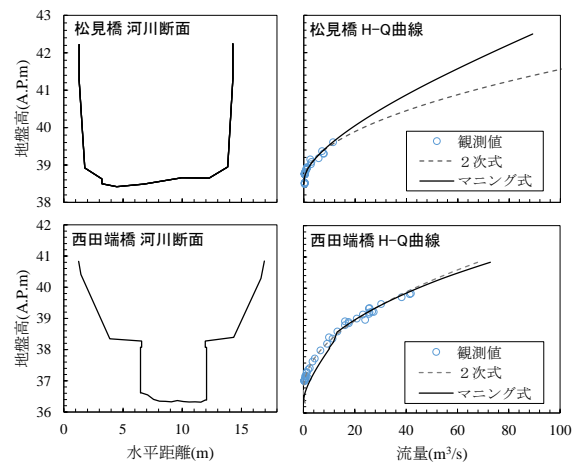 松見橋 河川断面
地盤高(A.P.m)
43
42
41
40
39
38
松見橋 H-Q曲線
観測値
２次式
マニング式
西田端橋 河川断面
地盤高(A.P.m)
42
41
40
39
38
37
36
0
5
10
15
水平距離(m)
西田端橋 H-Q曲線
観測値
２次式
マニング式
0
20
40
60
80
100
流量(m³/s)